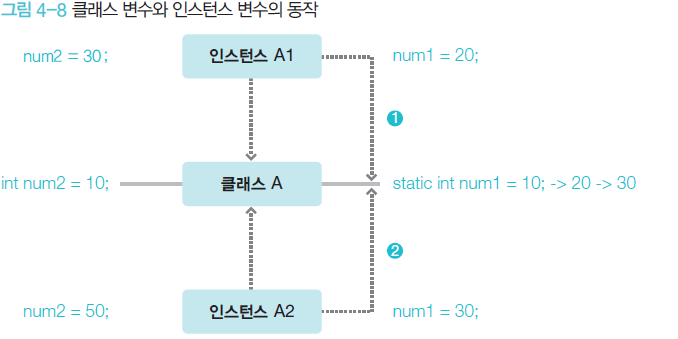 그림 4-8 클래스 변수와 인스턴스 변수의 동작
num2 = 30; 인스턴스 A1 num1 = 20;
1
int num2 = 10; 클래스 A static int num1 = 10; -> 20 -> 30
2
num2 = 50; 인스턴스 A2 num1 = 30;